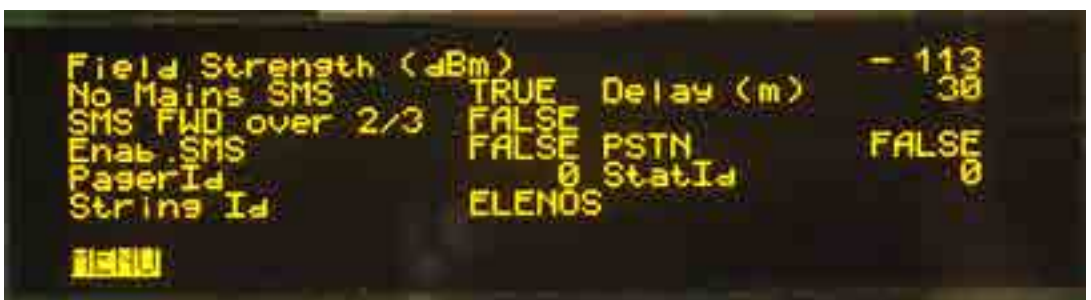 Field Strength (dBm) - 113
No Mains SMS TRUE Delay (m) 30
SMS FWD over 2/3 FALSE
Enab.SMS FALSE PSTN FALSE
PagerId 0 StatId 0
String Id ELENOS
MENU